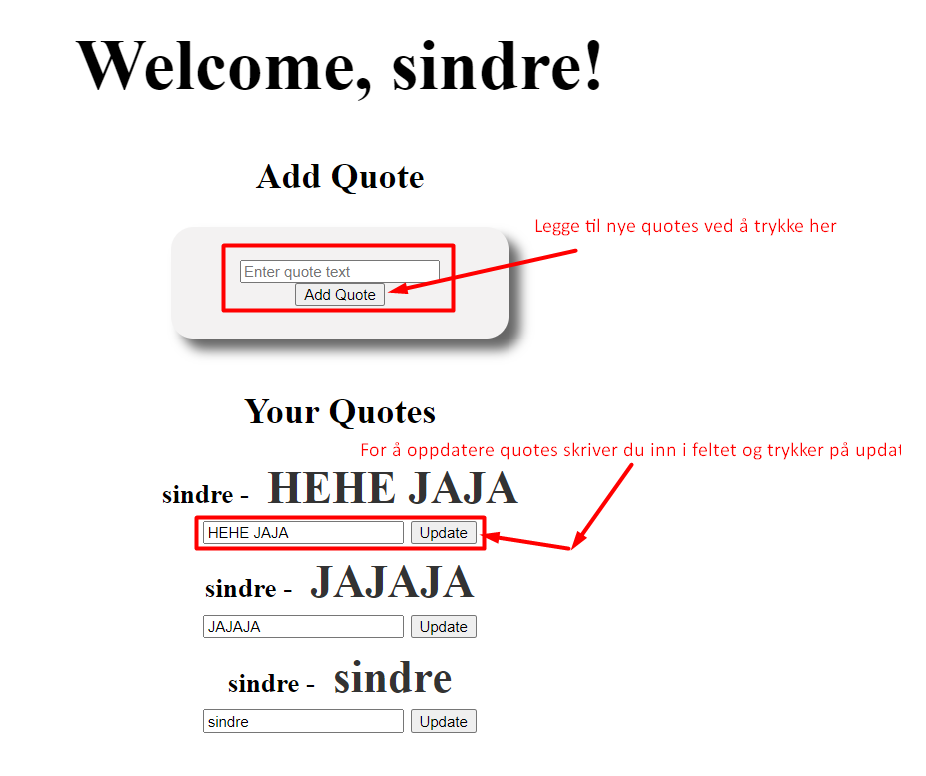 Welcome, sindre!
Add Quote
Legge til nye quotes ved å trykke her
Enter quote text
Add Quote
Your Quotes
For å oppdatere quotes skriver du inn i feltet og trykker på updat
sindre - HEHE JAJA
HEHE JAJA Update
sindre - JAJAJA
JAJAJA Update
sindre - sindre
sindre Update